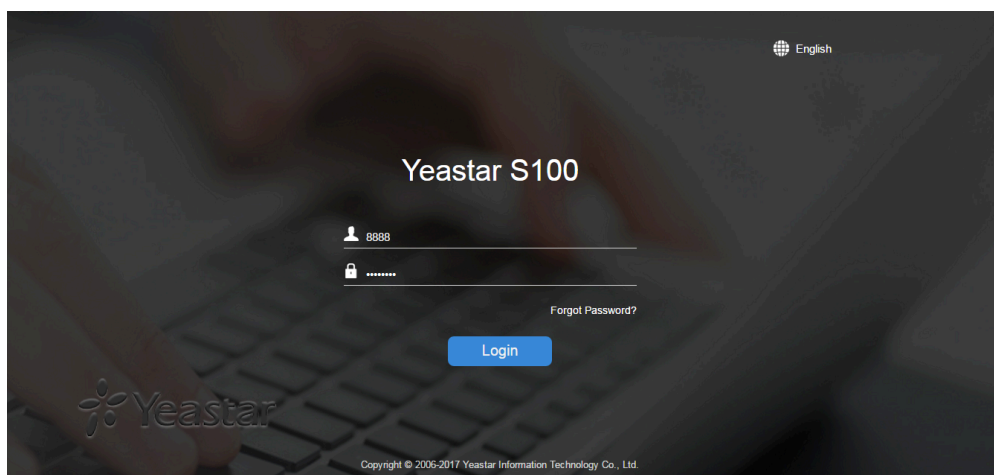 English
Yeastar S100
8888
••••••••
Forgot Password?
Login
Yeastar
Copyright © 2006-2017 Yeastar Information Technology Co., Ltd.